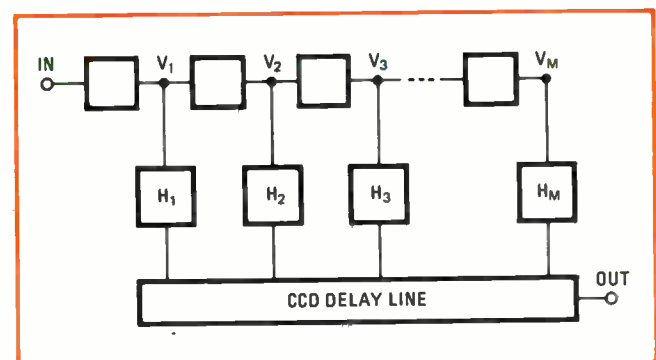 IN V1 V2 V3 VM
H1 H2 H3 HM
CCD DELAY LINE OUT